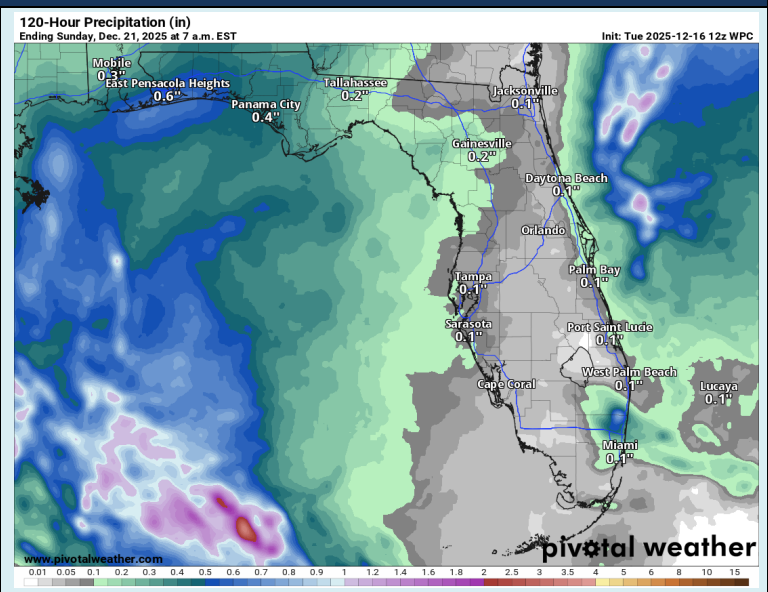 120-Hour Precipitation (in)
Ending Sunday, Dec. 21, 2025 at 7 a.m. EST
Init: Tue 2025-12-16 12z WPC
Mobile
0.3"
East Pensacola Heights
0.6"
Panama City
0.4"
Tallahassee
0.2"
Jacksonville
0.1"
Gainesville
0.2"
Daytona Beach
0.1"
Orlando
Tampa
0.1"
Palm Bay
0.1"
Sarasota
0.1"
Port Saint Lucie
0.1"
Cape Coral
West Palm Beach
0.1"
Lucaya
0.1"
Miami
0.1"
www.pivotalweather.com
pivotal weather
0.01 0.05 0.1 0.2 0.3 0.4 0.5 0.6 0.8 0.9 1 1.2 1.4 1.6 1.8 2 2.5 3 3.5 4 5 6 8 10 15